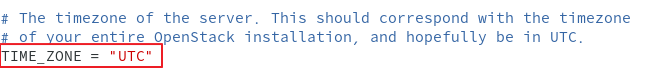 # The timezone of the server. This should correspond with the timezone
# of your entire OpenStack installation, and hopefully be in UTC.
TIME_ZONE = "UTC"